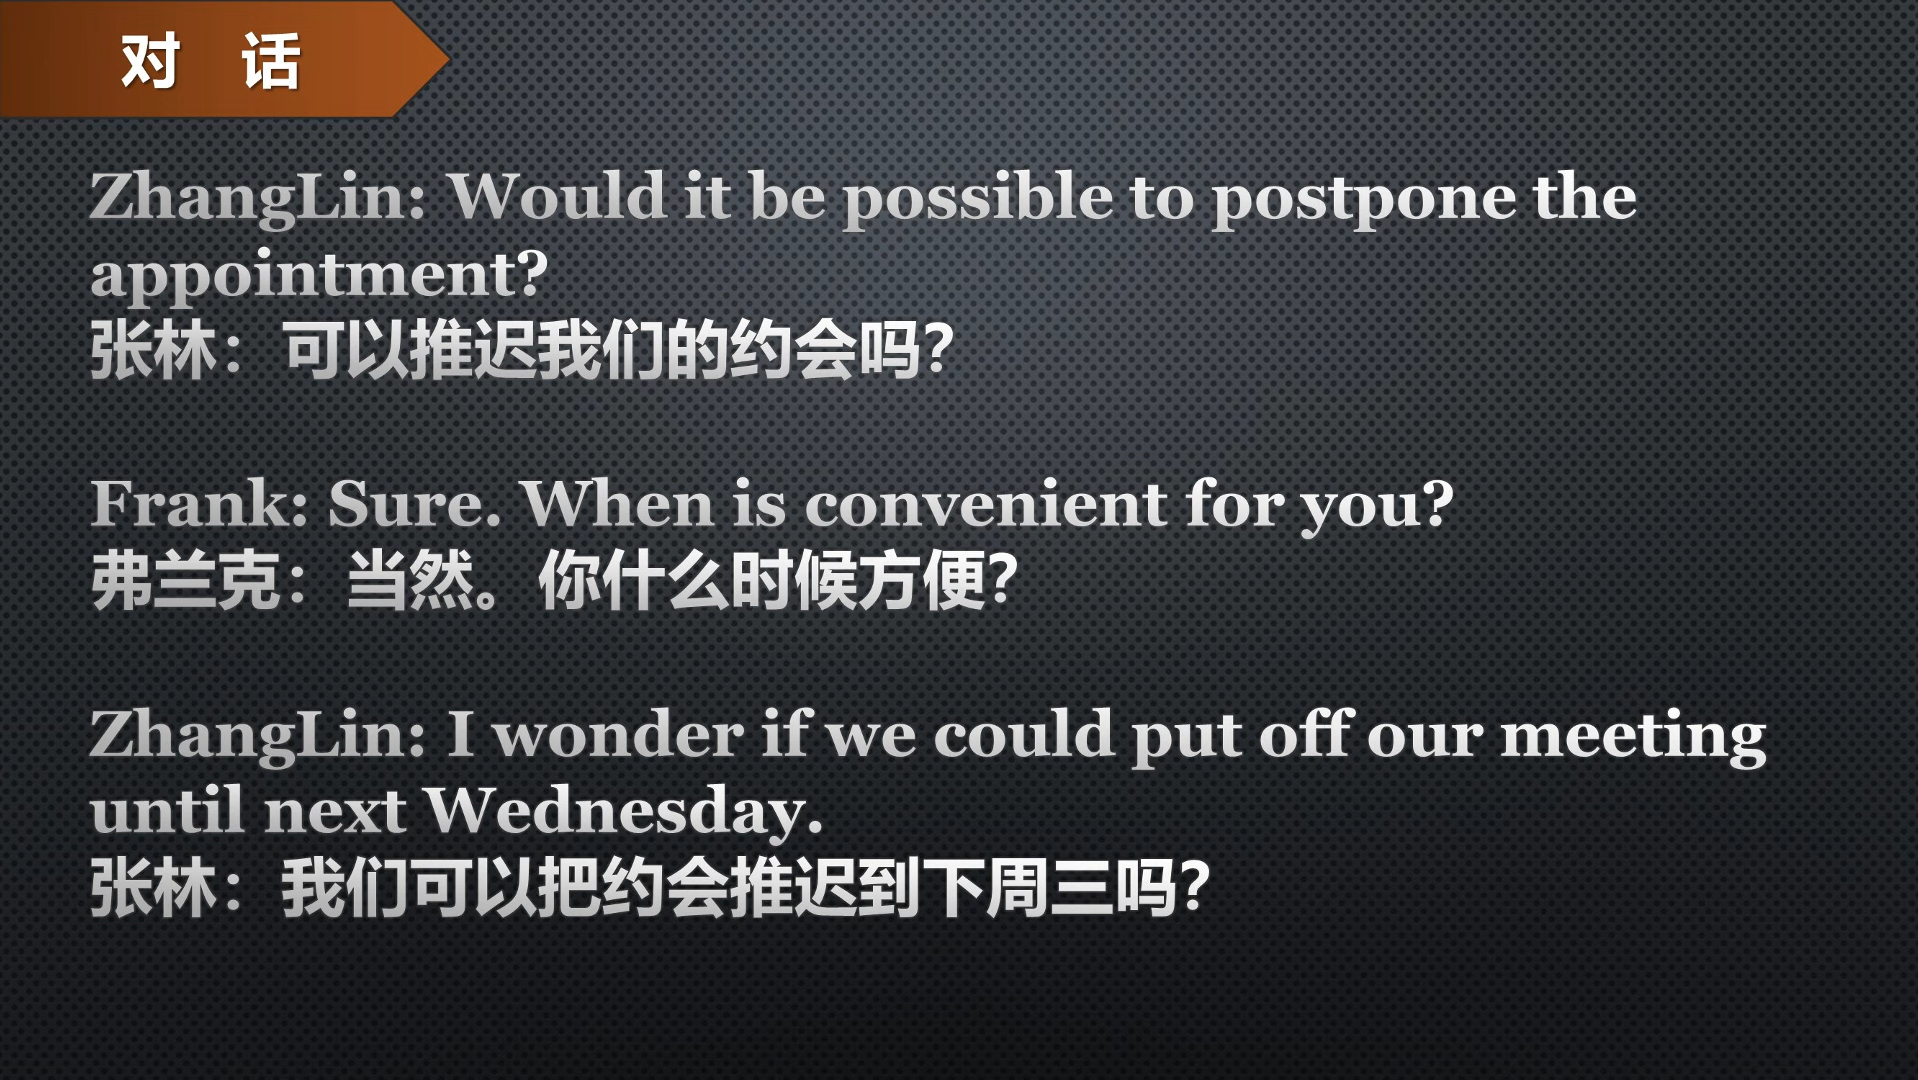 对 话
ZhangLin: Would it be possible to postpone the
appointment?
张林：可以推迟我们的约会吗?
Frank: Sure. When is convenient for you?
弗兰克：当然。你什么时候方便?
ZhangLin: I wonder if we could put off our meeting
until next Wednesday.
张林：我们可以把约会推迟到下周三吗?